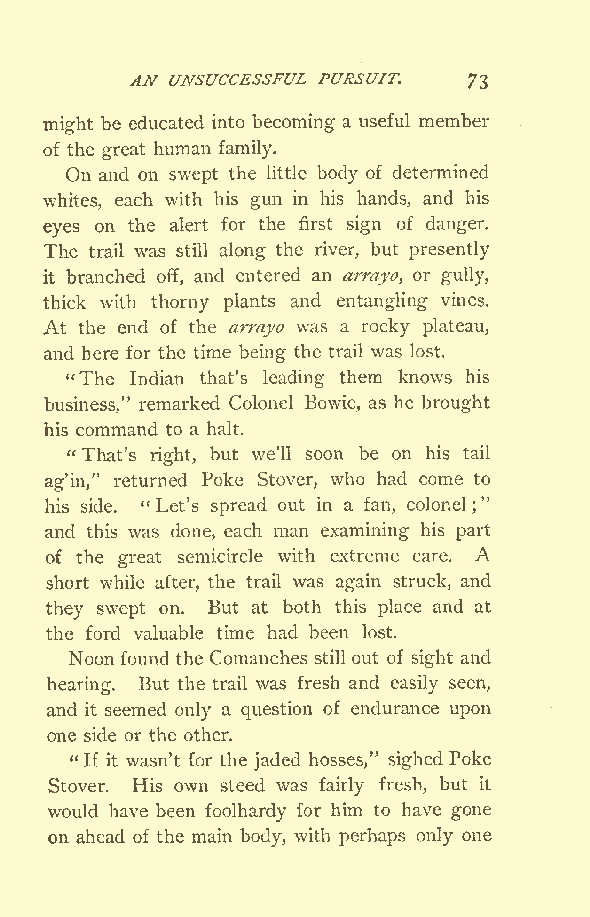 AN UNSUCCESSFUL PURSUIT. 73
might be educated into becoming a useful member
of the great human family.
On and on swept the little body of determined
whites, each with his gun in his hands, and his
eyes on the alert for the first sign of danger.
The trail was still along the river, but presently
it branched off, and entered an arrayo, or gully,
thick with thorny plants and entangling vines.
At the end of the arrayo was a rocky plateau,
and here for the time being the trail was lost.
"The Indian that's leading them knows his
business," remarked Colonel Bowie, as he brought
his command to a halt.
"That's right, but we'll soon be on his tail
ag'in," returned Poke Stover, who had come to
his side. "Let's spread out in a fan, colonel;"
and this was done, each man examining his part
of the great semicircle with extreme care. A
short while after, the trail was again struck, and
they swept on. But at both this place and at
the ford valuable time had been lost.
Noon found the Comanches still out of sight and
hearing. But the trail was fresh and easily seen,
and it seemed only a question of endurance upon
one side or the other.
"If it wasn't for the jaded hosses," sighed Poke
Stover. His own steed was fairly fresh, but it
would have been foolhardy for him to have gone
on ahead of the main body, with perhaps only one